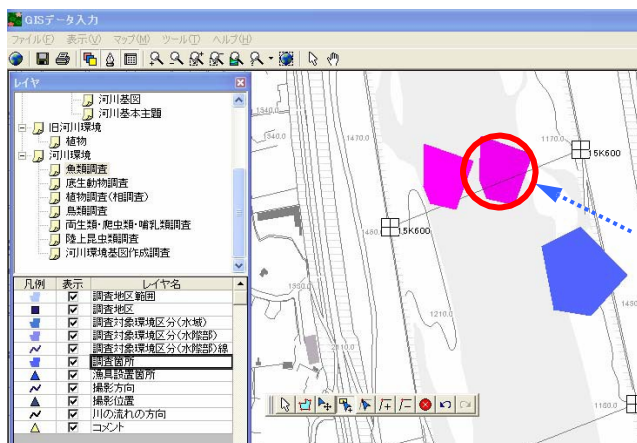 GISデータ入力
ファイル(F) 表示(V) マップ(M) ツール(T) ヘルプ(H)
レイヤ
河川基図
河川基本主題
旧河川環境
植物
河川環境
魚類調査
底生動物調査
植物調査(相調査)
鳥類調査
両生類・爬虫類・哺乳類調査
陸上昆虫類調査
河川環境基図作成調査
凡例 表示 レイヤ名
調査地区範囲
調査地区
調査対象環境区分(水域)
調査対象環境区分(水際部)
調査対象環境区分(水際部)線
調査箇所
漁具設置箇所
撮影方向
撮影位置
川の流れの方向
コメント
1540.0
1540.0
1470.0
1170.0
15K600
1480
15K600
1210.0
1450
1180.0